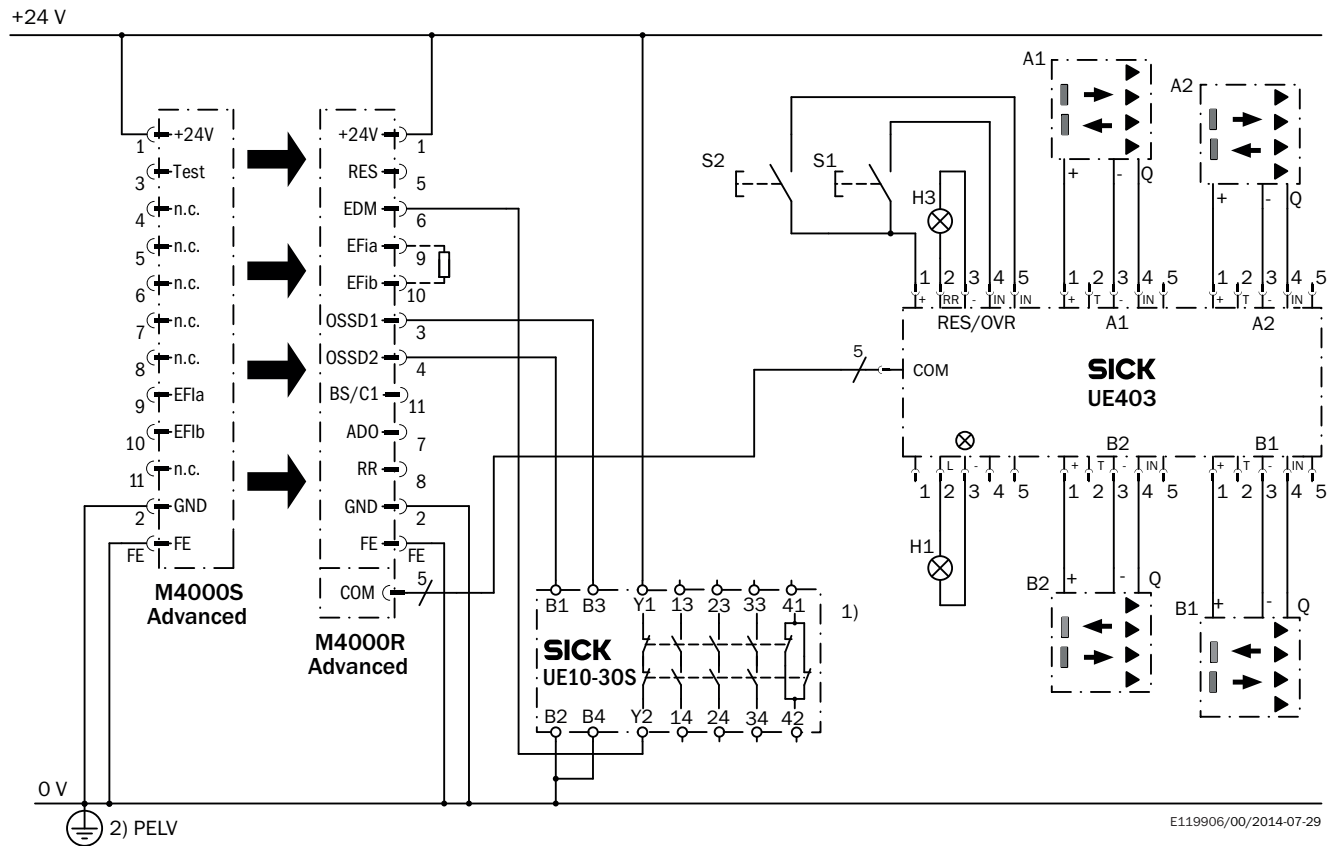 +24 V
A1
A2
+24V
1
Test
3
n.c.
4
n.c.
5
n.c.
6
n.c.
7
n.c.
8
EFIa
9
EFIb
10
n.c.
11
GND
2
FE
FE
M4000S
Advanced
+24V
1
RES
5
EDM
6
EFia
9
EFib
10
OSSD1
3
OSSD2
4
BS/C1
11
ADO
7
RR
8
GND
2
FE
FE
COM
5
M4000R
Advanced
S2
S1
H3
+ - Q
+ - Q
1 2 3 4 5
+ RR - IN IN
RES/OVR
1 2 3 4 5
+ T - IN
A1
1 2 3 4 5
+ T - IN
A2
5
COM
SICK
UE403
B2
B1
L -
1 2 3 4 5
+ T - IN
1 2 3 4 5
+ T - IN
1 2 3 4 5
H1
B2
+ - Q
B1
+ - Q
B1 B3 Y1 13 23 33 41
1)
SICK
UE10-30S
B2 B4 Y2 14 24 34 42
0 V
2) PELV
E119906/00/2014-07-29